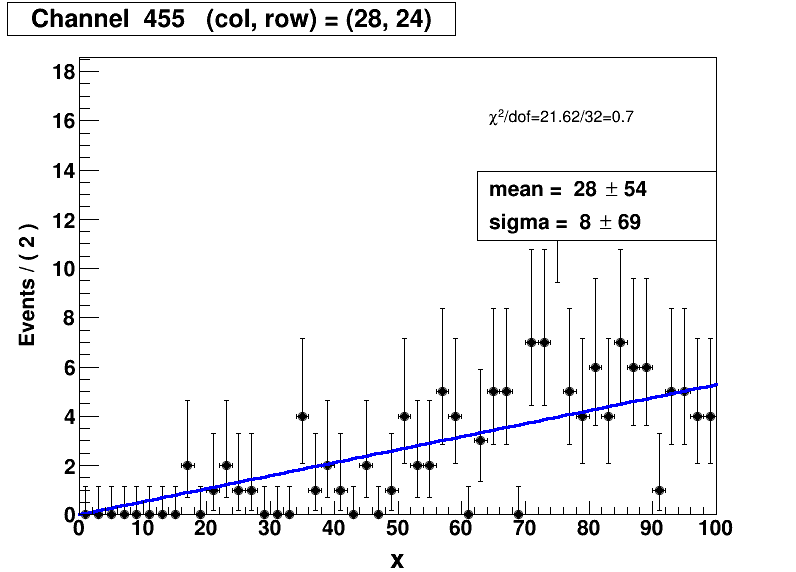 Channel  455   (col, row) = (28, 24)
χ²/dof=21.62/32=0.7
mean =  28 ± 54
sigma =  8 ± 69
Events / ( 2 )
18
16
14
12
10
8
6
4
2
0
0 10 20 30 40 50 60 70 80 90 100
x